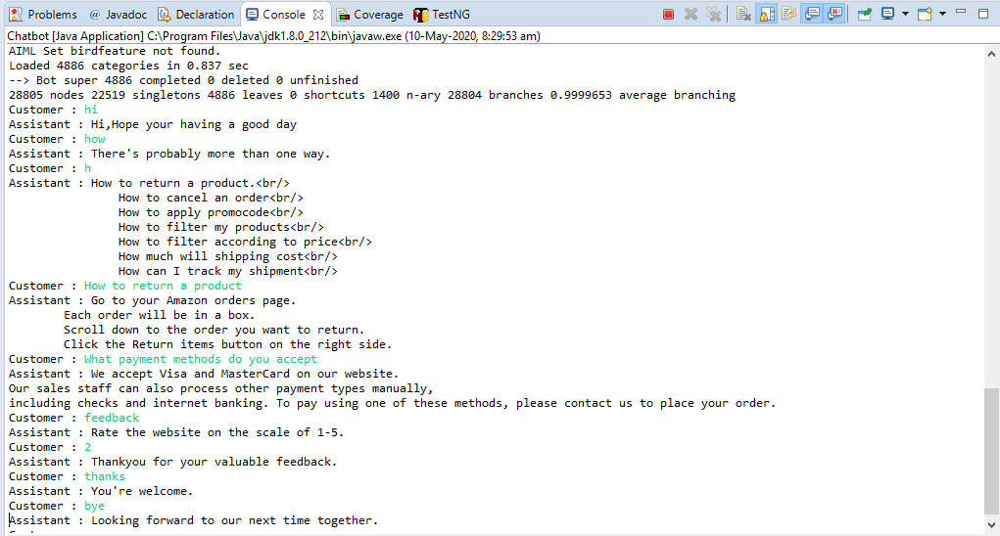 Problems @ Javadoc Declaration Console Coverage TestNG
Chatbot [Java Application] C:\Program Files\Java\jdk1.8.0_212\bin\javaw.exe (10-May-2020, 8:29:53 am)
AIML Set birdfeature not found.
Loaded 4886 categories in 0.837 sec
--> Bot super 4886 completed 0 deleted 0 unfinished
28805 nodes 22519 singletons 4886 leaves 0 shortcuts 1400 n-ary 28804 branches 0.9999653 average branching
Customer : hi
Assistant : Hi,Hope your having a good day
Customer : how
Assistant : There's probably more than one way.
Customer : h
Assistant : How to return a product.<br/>
How to cancel an order<br/>
How to apply promocode<br/>
How to filter my products<br/>
How to filter according to price<br/>
How much will shipping cost<br/>
How can I track my shipment<br/>
Customer : How to return a product
Assistant : Go to your Amazon orders page.
Each order will be in a box.
Scroll down to the order you want to return.
Click the Return items button on the right side.
Customer : What payment methods do you accept
Assistant : We accept Visa and MasterCard on our website.
Our sales staff can also process other payment types manually,
including checks and internet banking. To pay using one of these methods, please contact us to place your order.
Customer : feedback
Assistant : Rate the website on the scale of 1-5.
Customer : 2
Assistant : Thankyou for your valuable feedback.
Customer : thanks
Assistant : You're welcome.
Customer : bye
Assistant : Looking forward to our next time together.